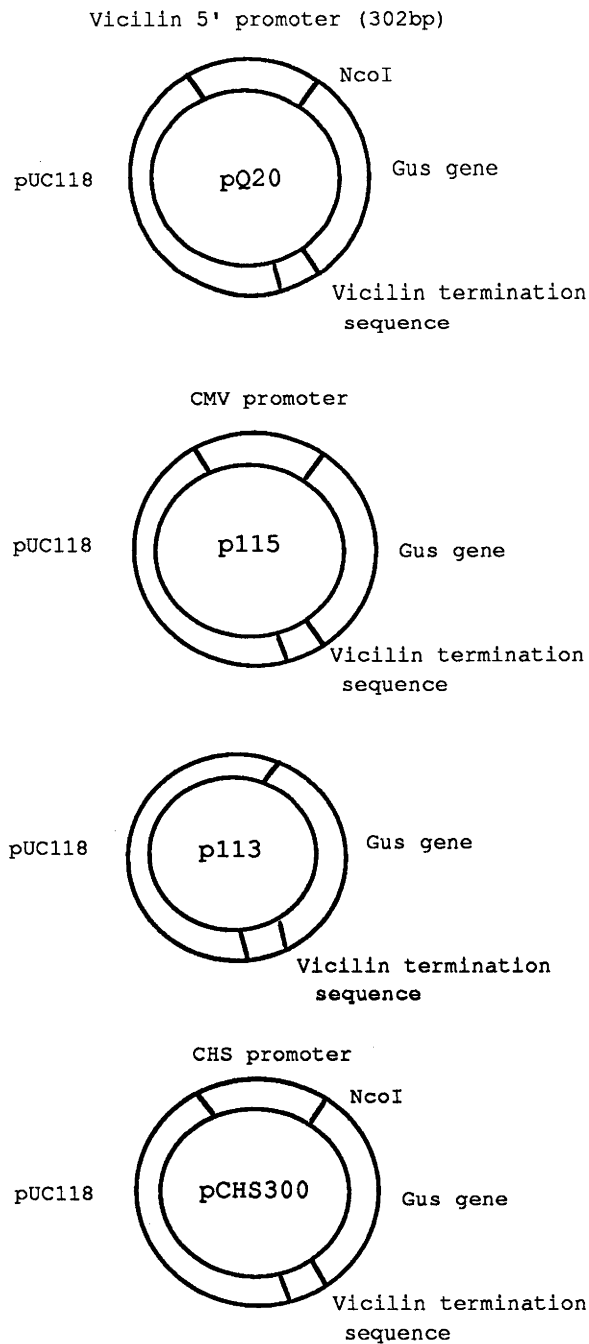 Vicilin 5' promoter (302bp)
NcoI
pUC118
pQ20
Gus gene
Vicilin termination
sequence
CMV promoter
pUC118
p115
Gus gene
Vicilin termination
sequence
pUC118
p113
Gus gene
Vicilin termination
sequence
CHS promoter
NcoI
pUC118
pCHS300
Gus gene
Vicilin termination
sequence